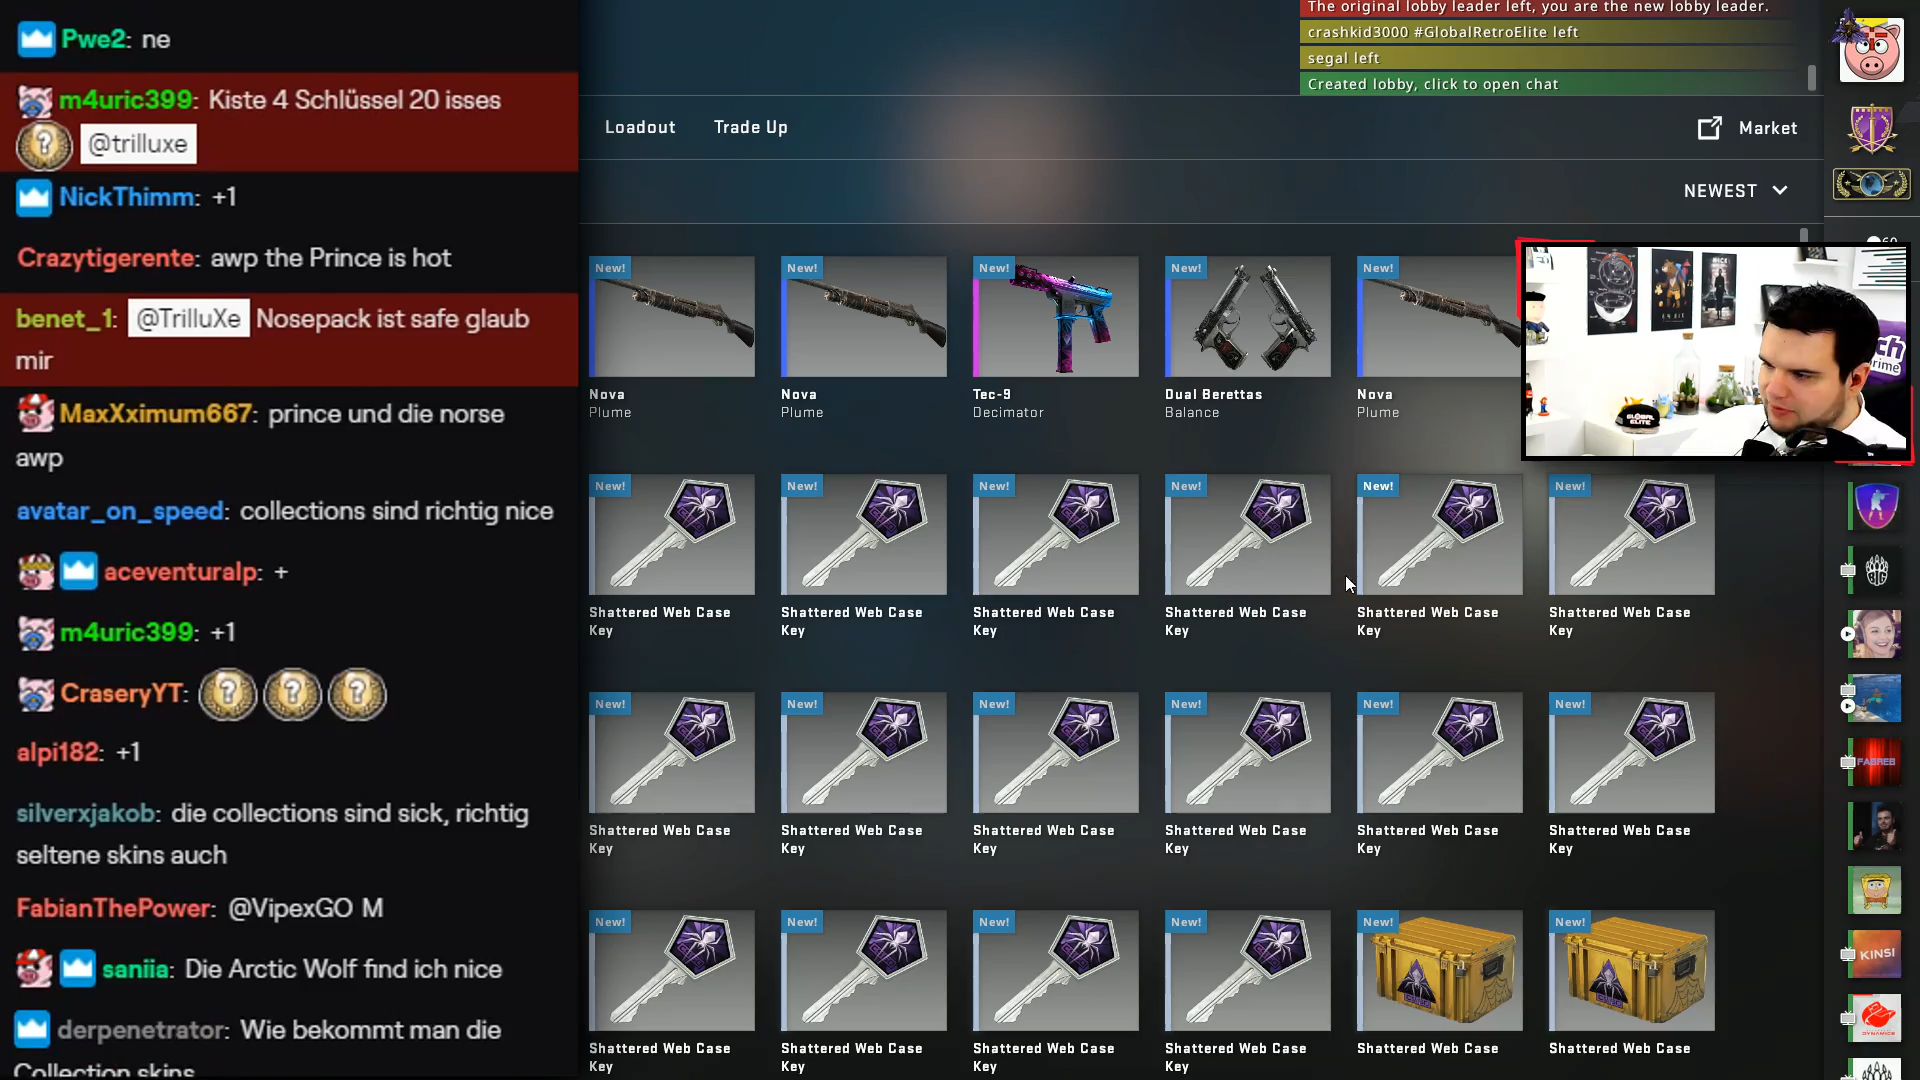 Pwe2: ne
m4uric399: Kiste 4 Schlüssel 20 isses
@trilluxe
NickThimm: +1
Crazytigerente: awp the Prince is hot
benet_1: @TrilluXe Nosepack ist safe glaub
mir
MaxXximum667: prince und die norse
awp
avatar_on_speed: collections sind richtig nice
aceventuralp: +
m4uric399: +1
CraseryYT:
alpi182: +1
silverxjakob: die collections sind sick, richtig
seltene skins auch
FabianThePower: @VipexGO M
saniia: Die Arctic Wolf find ich nice
derpenetrator: Wie bekommt man die
Collection skins
The original lobby leader left, you are the new lobby leader.
crashkid3000 #GlobalRetroElite left
segal left
Created lobby, click to open chat
Loadout Trade Up Market
NEWEST
New! New! New! New! New!
Nova Nova Tec-9 Dual Berettas Nova
Plume Plume Decimator Balance Plume
New! New! New! New! New! New!
Shattered Web Case Shattered Web Case Shattered Web Case Shattered Web Case Shattered Web Case Shattered Web Case
Key Key Key Key Key Key
New! New! New! New! New! New!
Shattered Web Case Shattered Web Case Shattered Web Case Shattered Web Case Shattered Web Case Shattered Web Case
Key Key Key Key Key Key
New! New! New! New! New! New!
Shattered Web Case Shattered Web Case Shattered Web Case Shattered Web Case Shattered Web Case Shattered Web Case
Key Key Key Key
GLOBAL
ELITE
ch
rime
FABREB
KINSI
DYNAMICS